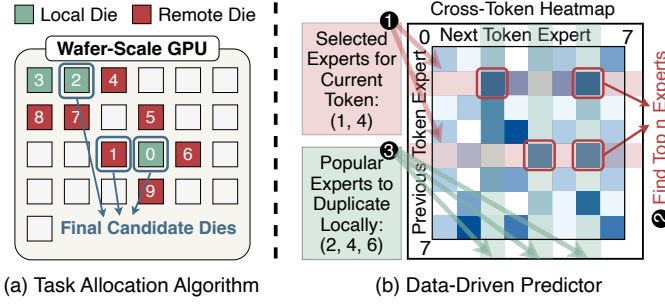 Local Die
Remote Die
Wafer-Scale GPU
3 2 4
8 7 5
1 0 6
9
Final Candidate Dies
(a) Task Allocation Algorithm
Cross-Token Heatmap
1
0 Next Token Expert 7
Previous Token Expert
7
Selected
Experts for
Current
Token:
(1, 4)
3
Popular
Experts to
Duplicate
Locally:
(2, 4, 6)
2 Find Top n Experts
(b) Data-Driven Predictor